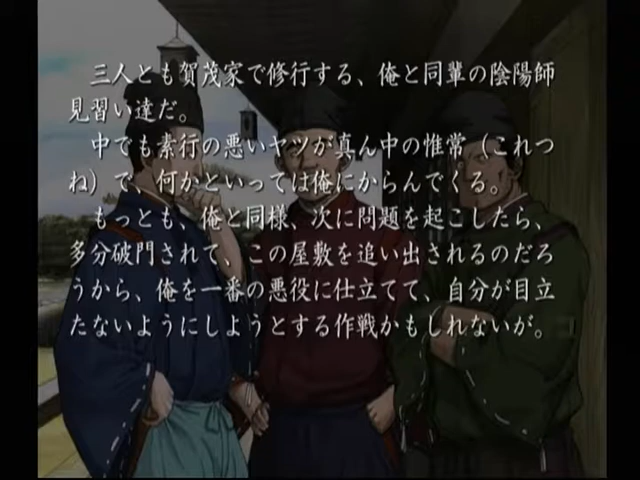 三人とも賀茂家で修行する、俺と同輩の陰陽師
見習い達だ。
中でも素行の悪いヤツが真ん中の惟常（これつ
ね）で、何かといっては俺にからんでくる。
もっとも、俺と同様、次に問題を起こしたら、
多分破門されて、この屋敷を追い出されるのだろ
うから、俺を一番の悪役に仕立てて、自分が目立
たないようにしようとする作戦かもしれないが。